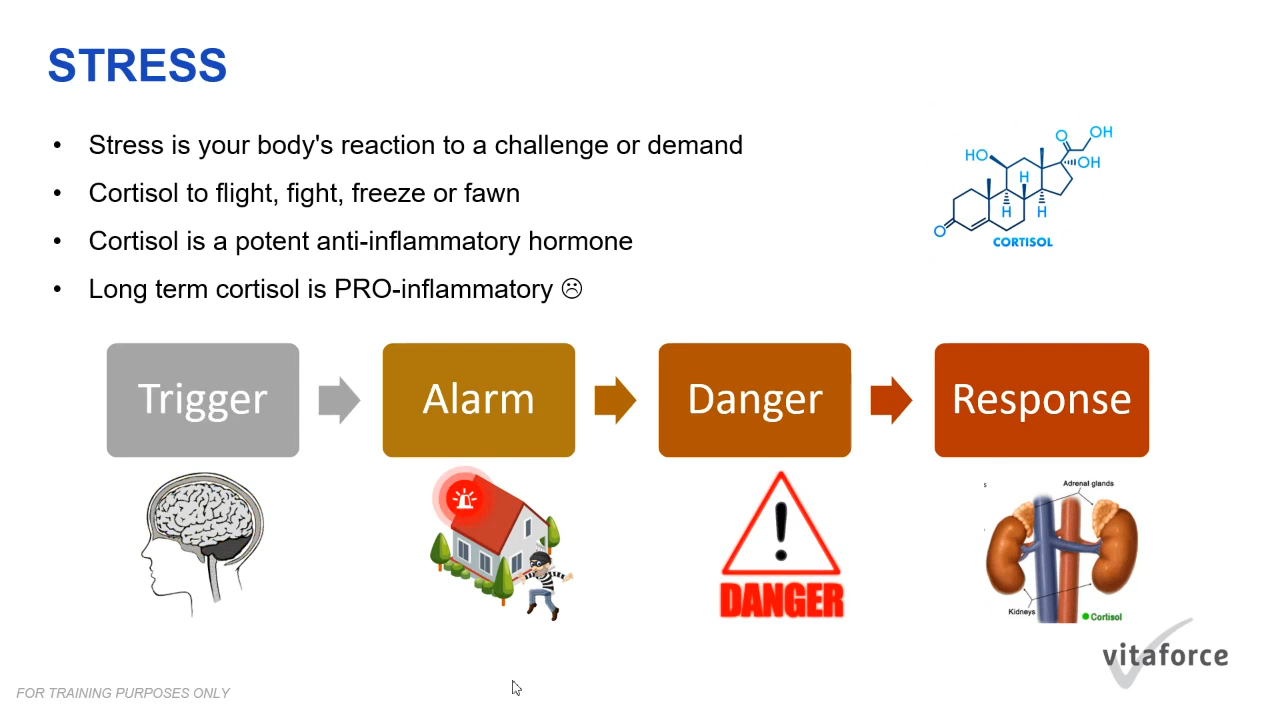 STRESS
• Stress is your body's reaction to a challenge or demand
• Cortisol to flight, fight, freeze or fawn
• Cortisol is a potent anti-inflammatory hormone
• Long term cortisol is PRO-inflammatory ☹
O
OH
HO
OH
H
H
H
O
CORTISOL
Trigger
Alarm
Danger
Response
DANGER
s
Adrenal glands
Kidneys
Cortisol
vitaforce
FOR TRAINING PURPOSES ONLY